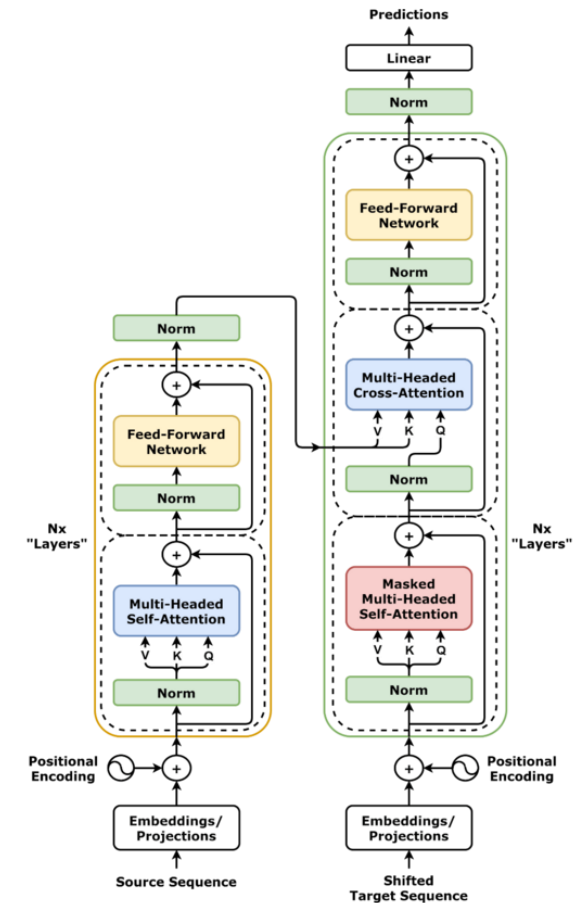 Predictions
Linear
Norm
+
Feed-Forward
Network
Norm
+
Multi-Headed
Cross-Attention
V K Q
Norm
+
Masked
Multi-Headed
Self-Attention
V K Q
Norm
Nx
"Layers"
+
Positional
Encoding
Embeddings/
Projections
Shifted
Target Sequence
Norm
+
Feed-Forward
Network
Norm
+
Multi-Headed
Self-Attention
V K Q
Norm
Nx
"Layers"
Positional
Encoding
+
Embeddings/
Projections
Source Sequence